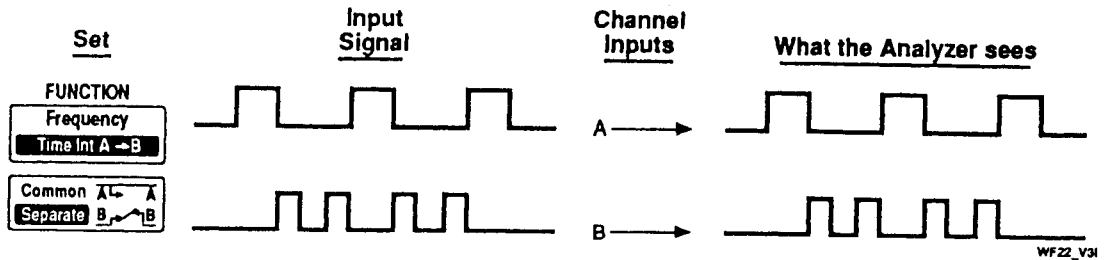 Set
Input
Signal
Channel
Inputs
What the Analyzer sees
FUNCTION
Frequency
Time Int A → B
A
Common A A
Separate B B
B
WF22_V3I